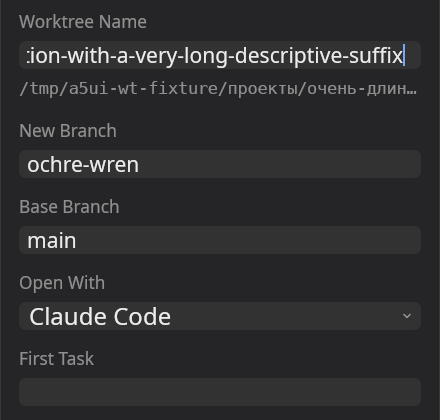 Worktree Name
tion-with-a-very-long-descriptive-suffix
/tmp/a5ui-wt-fixture/проекты/очень-длин…
New Branch
ochre-wren
Base Branch
main
Open With
Claude Code
First Task